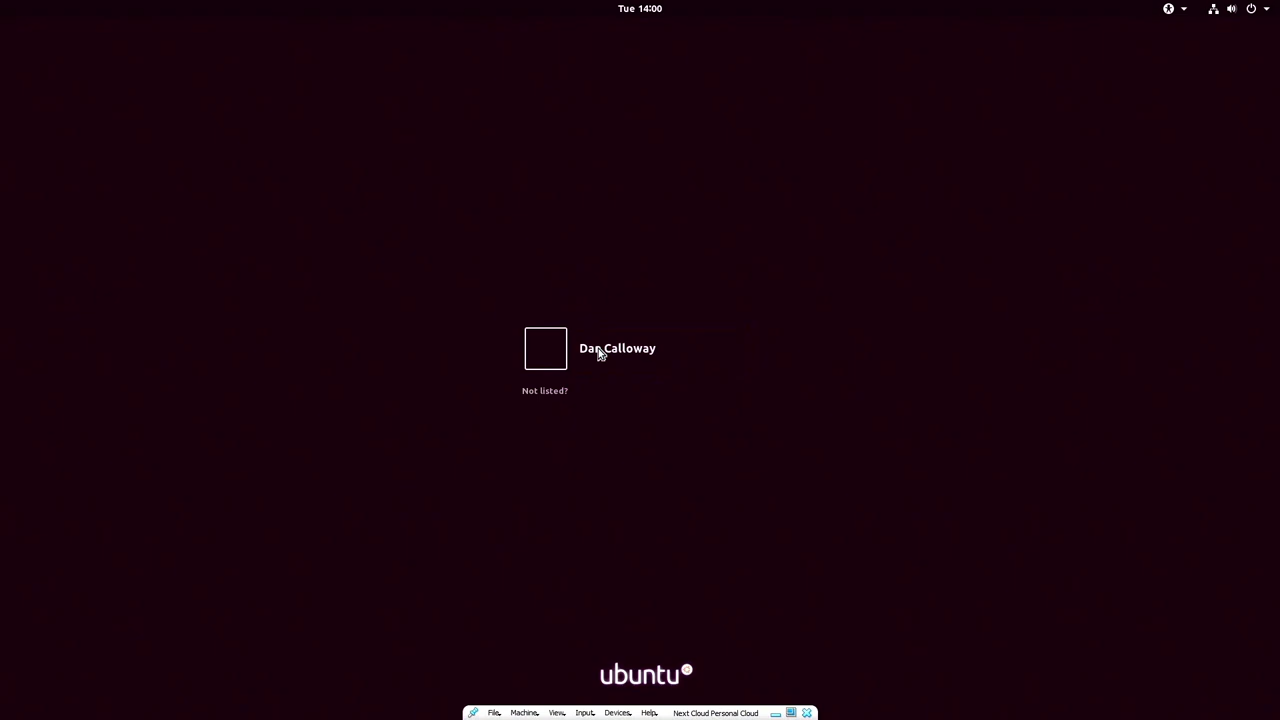 Tue 14:00
Dan Calloway
Not listed?
ubuntu
File Machine View Input Devices Help Next Cloud Personal Cloud